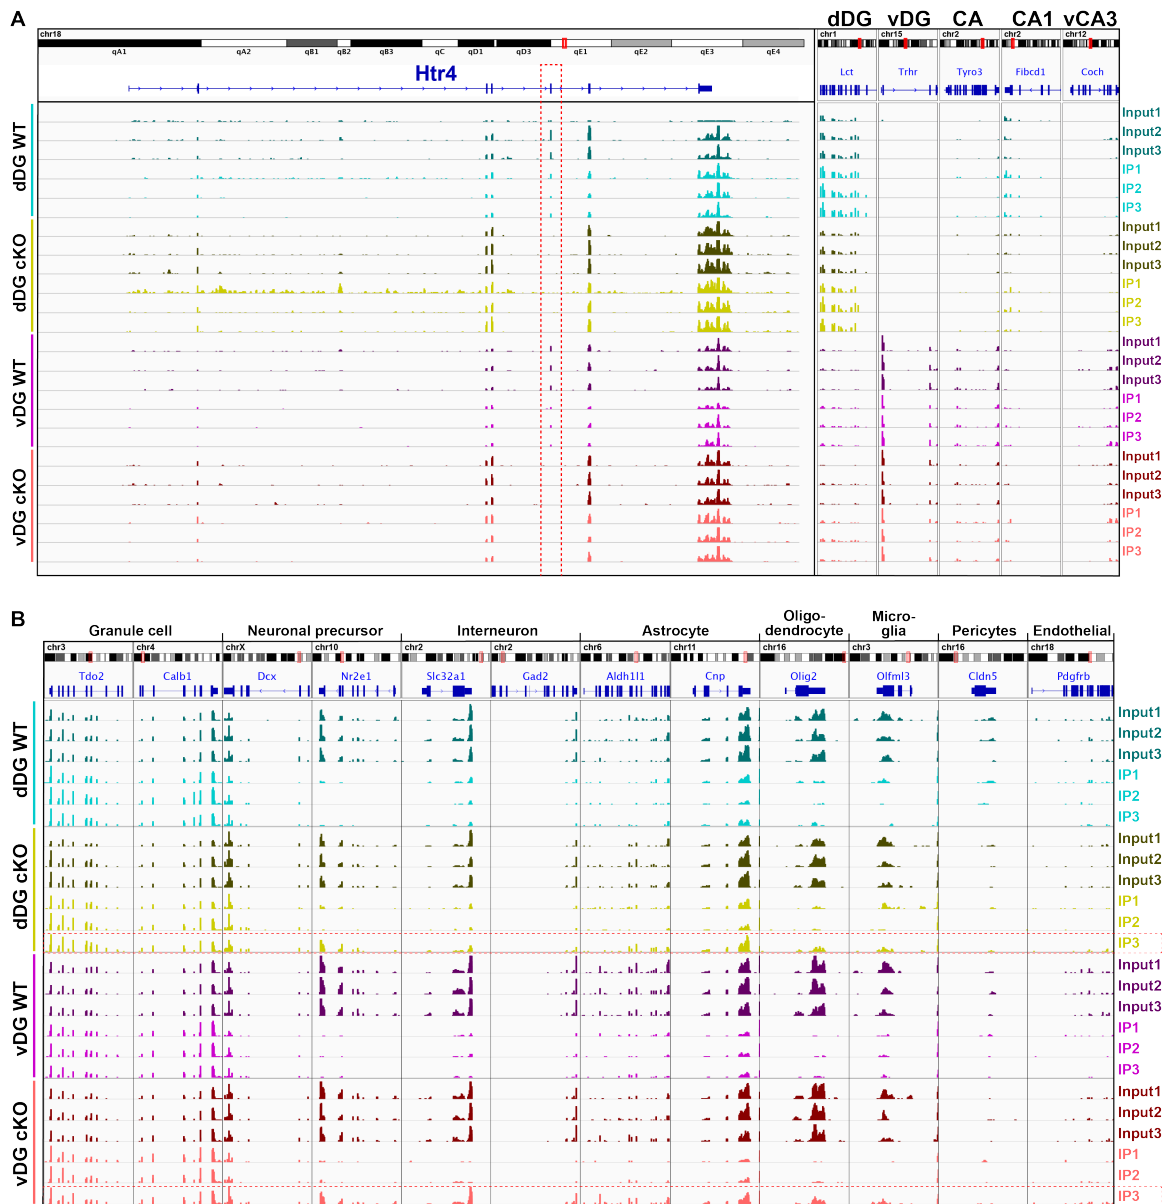 A
dDG vDG CA CA1 vCA3
chr18 chr1 chr15 chr2 chr2 chr12
qA1 qA2 qB1 qB2 qB3 qC qD1 qD3 qE1 qE2 qE3 qE4
Htr4 Lct Trhr Tyro3 Fibcd1 Coch
dDG WT
Input1
Input2
Input3
IP1
IP2
IP3
dDG cKO
Input1
Input2
Input3
IP1
IP2
IP3
vDG WT
Input1
Input2
Input3
IP1
IP2
IP3
vDG cKO
Input1
Input2
Input3
IP1
IP2
IP3
B
Granule cell Neuronal precursor Interneuron Astrocyte Oligo-dendrocyte Micro-glia Pericytes Endothelial
chr3 chr4 chrX chr10 chr2 chr2 chr6 chr11 chr16 chr3 chr16 chr18
Tdo2 Calb1 Dcx Nr2e1 Slc32a1 Gad2 Aldh1l1 Cnp Olig2 Olfml3 Cldn5 Pdgfrb
dDG WT
Input1
Input2
Input3
IP1
IP2
IP3
dDG cKO
Input1
Input2
Input3
IP1
IP2
IP3
vDG WT
Input1
Input2
Input3
IP1
IP2
IP3
vDG cKO
Input1
Input2
Input3
IP1
IP2
IP3